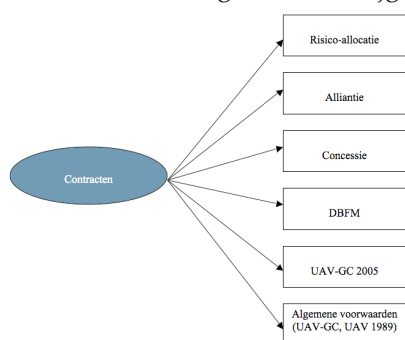 Risico-allocatie
Alliantie
Concessie
Contracten
DBFM
UAV-GC 2005
Algemene voorwaarden
(UAV-GC, UAV 1989)